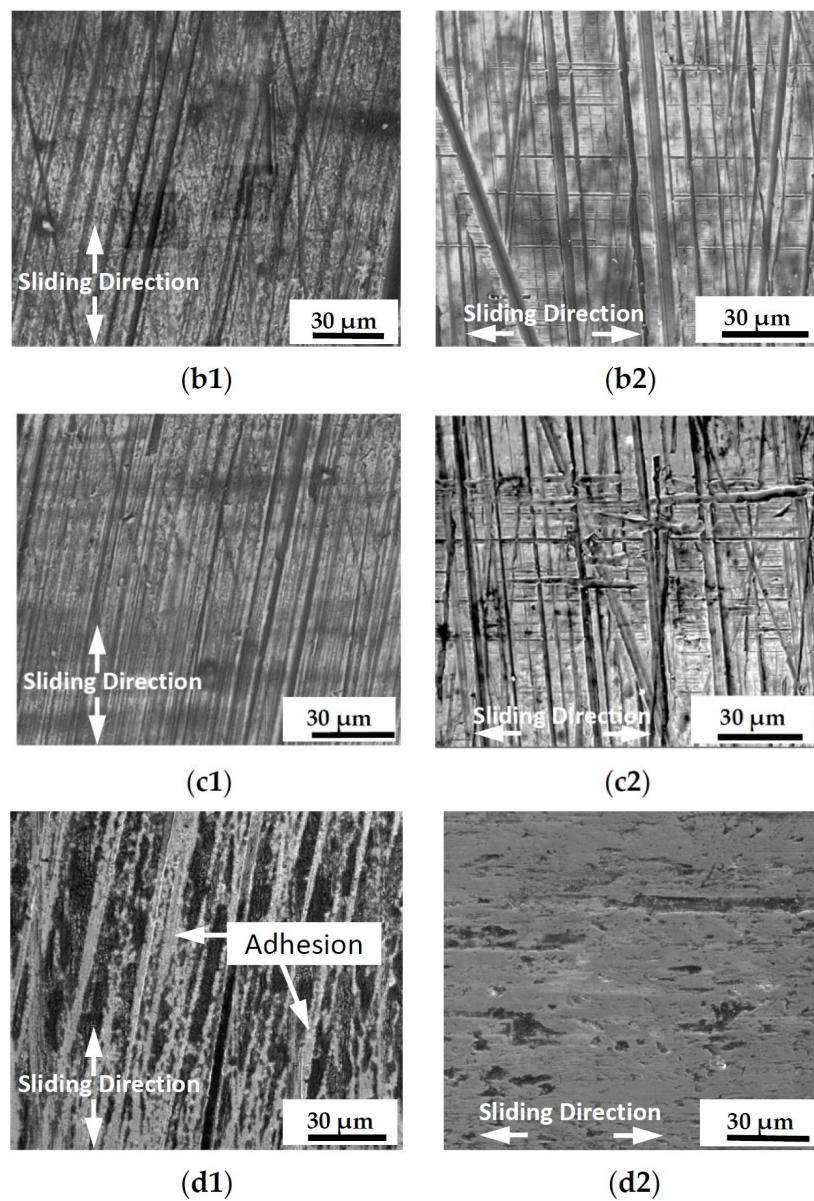 Sliding Direction
30 µm
Sliding Direction
30 µm
(b1)
(b2)
Sliding Direction
30 µm
Sliding Direction
30 µm
(c1)
(c2)
Adhesion
Sliding Direction
30 µm
Sliding Direction
30 µm
(d1)
(d2)